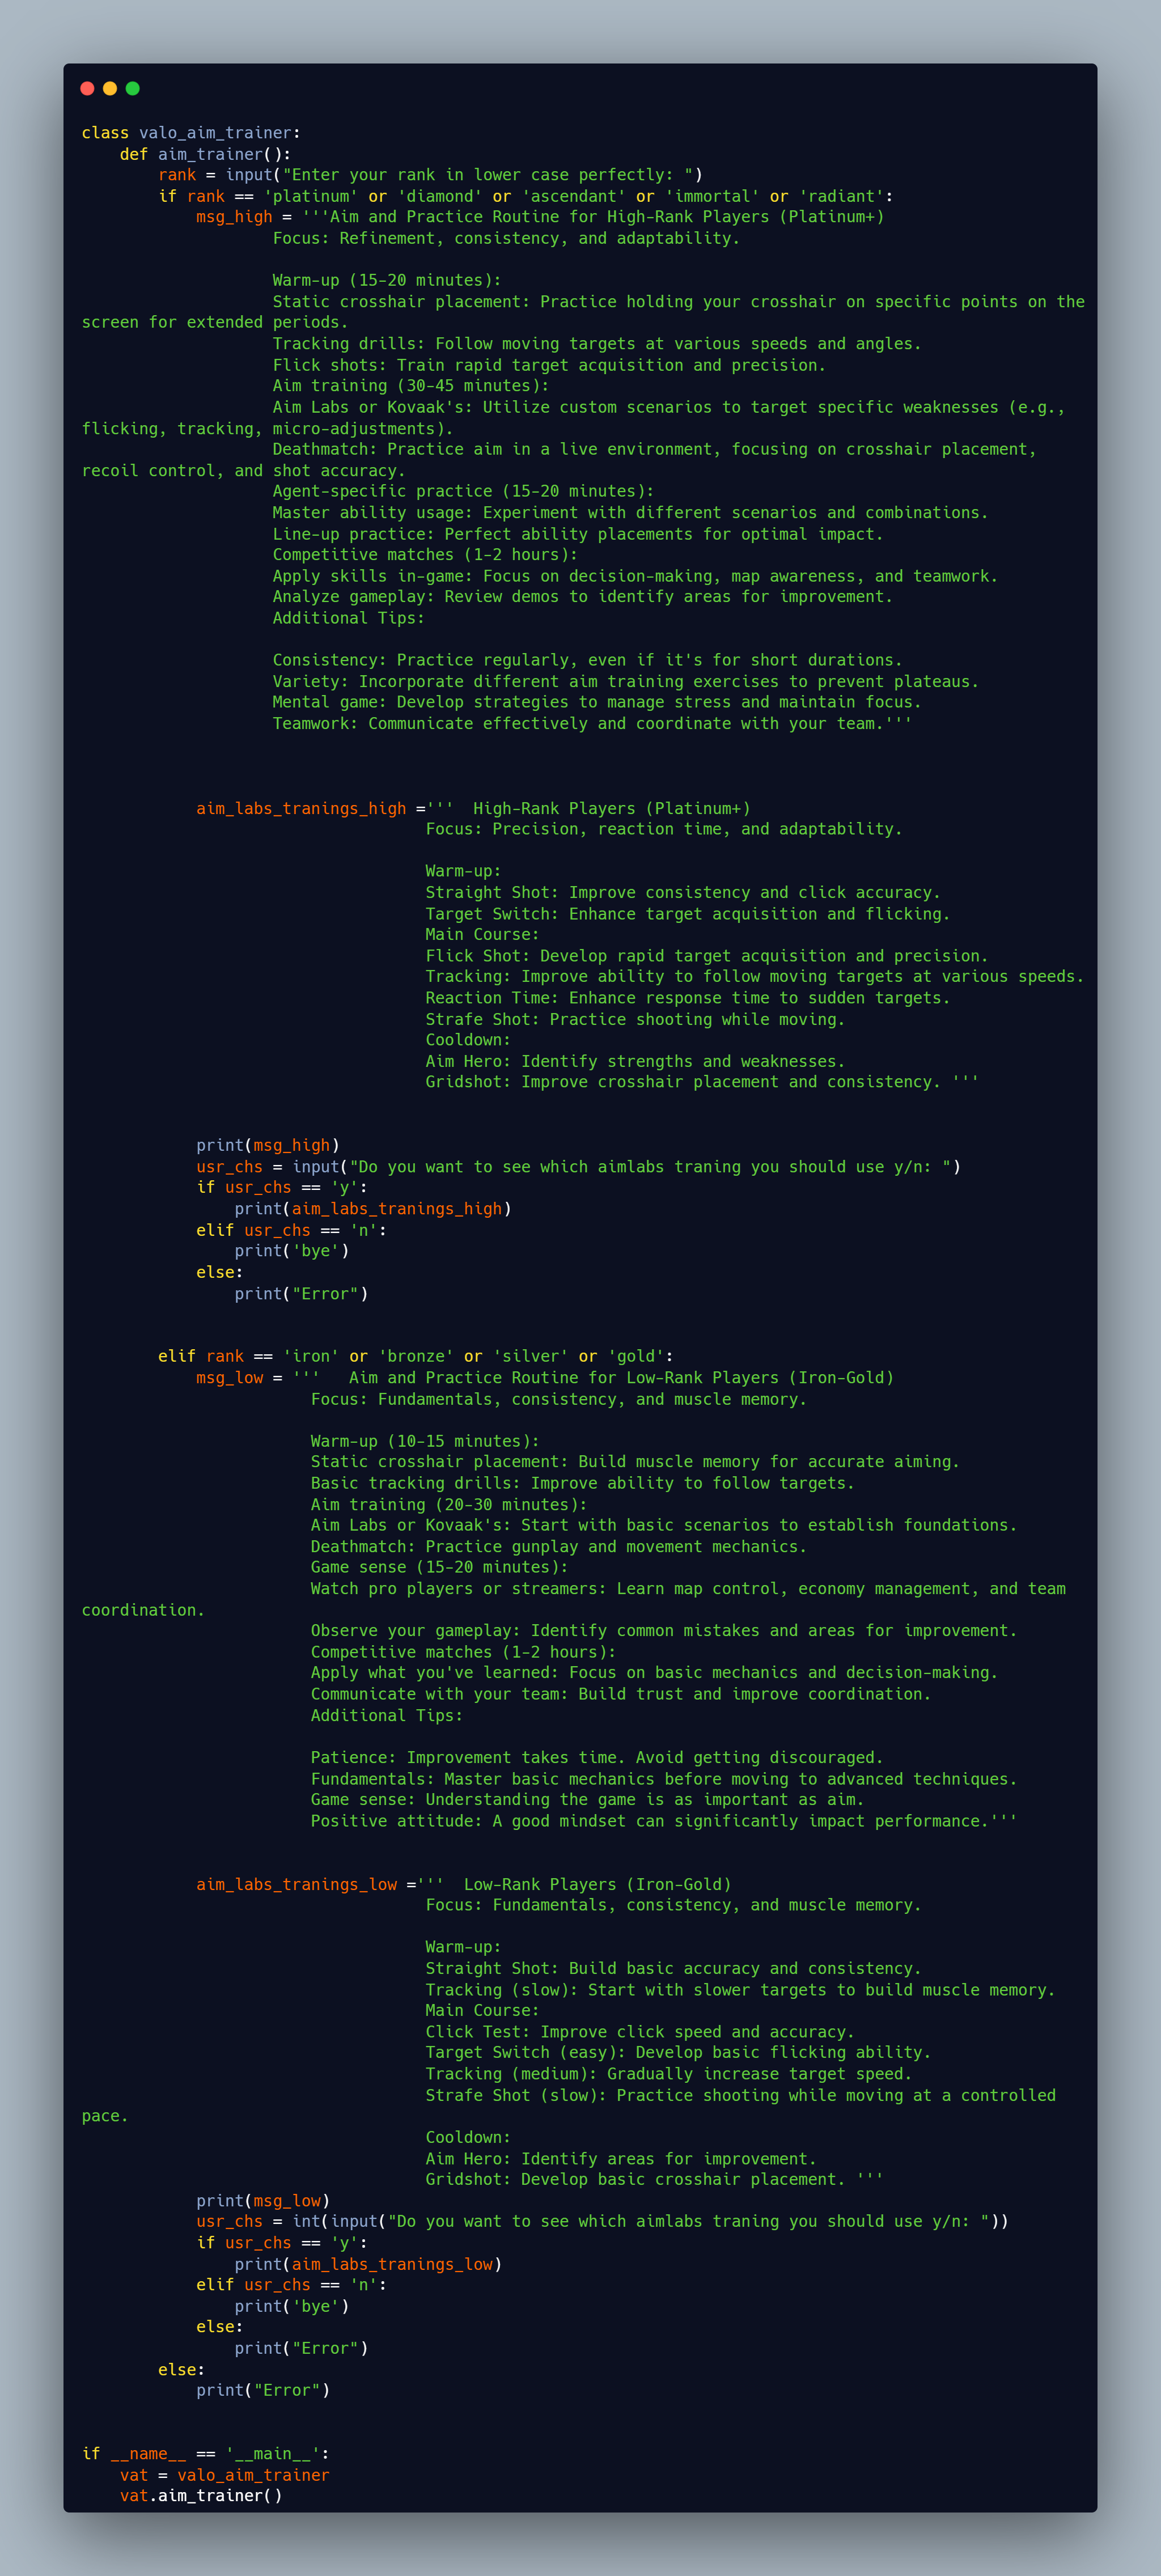 class valo_aim_trainer:
    def aim_trainer():
        rank = input("Enter your rank in lower case perfectly: ")
        if rank == 'platinum' or 'diamond' or 'ascendant' or 'immortal' or 'radiant':
            msg_high = '''Aim and Practice Routine for High-Rank Players (Platinum+)
                    Focus: Refinement, consistency, and adaptability.

                    Warm-up (15-20 minutes):
                    Static crosshair placement: Practice holding your crosshair on specific points on the
screen for extended periods.
                    Tracking drills: Follow moving targets at various speeds and angles.
                    Flick shots: Train rapid target acquisition and precision.
                    Aim training (30-45 minutes):
                    Aim Labs or Kovaak's: Utilize custom scenarios to target specific weaknesses (e.g.,
flicking, tracking, micro-adjustments).
                    Deathmatch: Practice aim in a live environment, focusing on crosshair placement,
recoil control, and shot accuracy.
                    Agent-specific practice (15-20 minutes):
                    Master ability usage: Experiment with different scenarios and combinations.
                    Line-up practice: Perfect ability placements for optimal impact.
                    Competitive matches (1-2 hours):
                    Apply skills in-game: Focus on decision-making, map awareness, and teamwork.
                    Analyze gameplay: Review demos to identify areas for improvement.
                    Additional Tips:

                    Consistency: Practice regularly, even if it's for short durations.
                    Variety: Incorporate different aim training exercises to prevent plateaus.
                    Mental game: Develop strategies to manage stress and maintain focus.
                    Teamwork: Communicate effectively and coordinate with your team.'''

            aim_labs_tranings_high ='''  High-Rank Players (Platinum+)
                                    Focus: Precision, reaction time, and adaptability.

                                    Warm-up:
                                    Straight Shot: Improve consistency and click accuracy.
                                    Target Switch: Enhance target acquisition and flicking.
                                    Main Course:
                                    Flick Shot: Develop rapid target acquisition and precision.
                                    Tracking: Improve ability to follow moving targets at various speeds.
                                    Reaction Time: Enhance response time to sudden targets.
                                    Strafe Shot: Practice shooting while moving.
                                    Cooldown:
                                    Aim Hero: Identify strengths and weaknesses.
                                    Gridshot: Improve crosshair placement and consistency. '''

            print(msg_high)
            usr_chs = input("Do you want to see which aimlabs traning you should use y/n: ")
            if usr_chs == 'y':
                print(aim_labs_tranings_high)
            elif usr_chs == 'n':
                print('bye')
            else:
                print("Error")

        elif rank == 'iron' or 'bronze' or 'silver' or 'gold':
            msg_low = '''   Aim and Practice Routine for Low-Rank Players (Iron-Gold)
                        Focus: Fundamentals, consistency, and muscle memory.

                        Warm-up (10-15 minutes):
                        Static crosshair placement: Build muscle memory for accurate aiming.
                        Basic tracking drills: Improve ability to follow targets.
                        Aim training (20-30 minutes):
                        Aim Labs or Kovaak's: Start with basic scenarios to establish foundations.
                        Deathmatch: Practice gunplay and movement mechanics.
                        Game sense (15-20 minutes):
                        Watch pro players or streamers: Learn map control, economy management, and team
coordination.
                        Observe your gameplay: Identify common mistakes and areas for improvement.
                        Competitive matches (1-2 hours):
                        Apply what you've learned: Focus on basic mechanics and decision-making.
                        Communicate with your team: Build trust and improve coordination.
                        Additional Tips:

                        Patience: Improvement takes time. Avoid getting discouraged.
                        Fundamentals: Master basic mechanics before moving to advanced techniques.
                        Game sense: Understanding the game is as important as aim.
                        Positive attitude: A good mindset can significantly impact performance.'''

            aim_labs_tranings_low ='''  Low-Rank Players (Iron-Gold)
                                    Focus: Fundamentals, consistency, and muscle memory.

                                    Warm-up:
                                    Straight Shot: Build basic accuracy and consistency.
                                    Tracking (slow): Start with slower targets to build muscle memory.
                                    Main Course:
                                    Click Test: Improve click speed and accuracy.
                                    Target Switch (easy): Develop basic flicking ability.
                                    Tracking (medium): Gradually increase target speed.
                                    Strafe Shot (slow): Practice shooting while moving at a controlled
pace.
                                    Cooldown:
                                    Aim Hero: Identify areas for improvement.
                                    Gridshot: Develop basic crosshair placement. '''
            print(msg_low)
            usr_chs = int(input("Do you want to see which aimlabs traning you should use y/n: "))
            if usr_chs == 'y':
                print(aim_labs_tranings_low)
            elif usr_chs == 'n':
                print('bye')
            else:
                print("Error")
        else:
            print("Error")

if __name__ == '__main__':
    vat = valo_aim_trainer
    vat.aim_trainer()